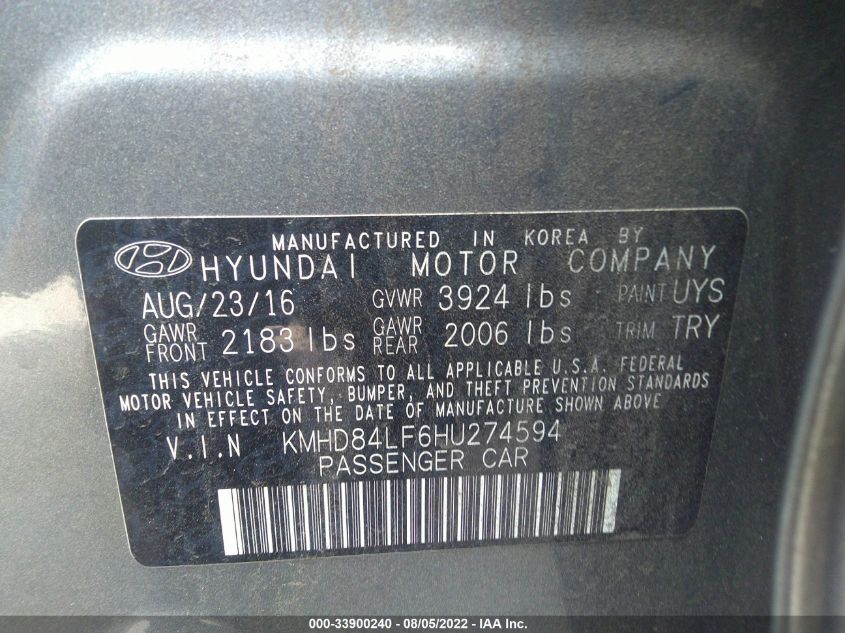 MANUFACTURED IN KOREA BY
HYUNDAI MOTOR COMPANY
AUG/23/16 GVWR 3924 lbs PAINT UYS
GAWR FRONT 2183 lbs GAWR REAR 2006 lbs TRIM TRY
THIS VEHICLE CONFORMS TO ALL APPLICABLE U.S.A. FEDERAL
MOTOR VEHICLE SAFETY, BUMPER, AND THEFT PREVENTION STANDARDS
IN EFFECT ON THE DATE OF MANUFACTURE SHOWN ABOVE
V.I.N KMHD84LF6HU274594
PASSENGER CAR
000-33900240 - 08/05/2022 - IAA Inc.